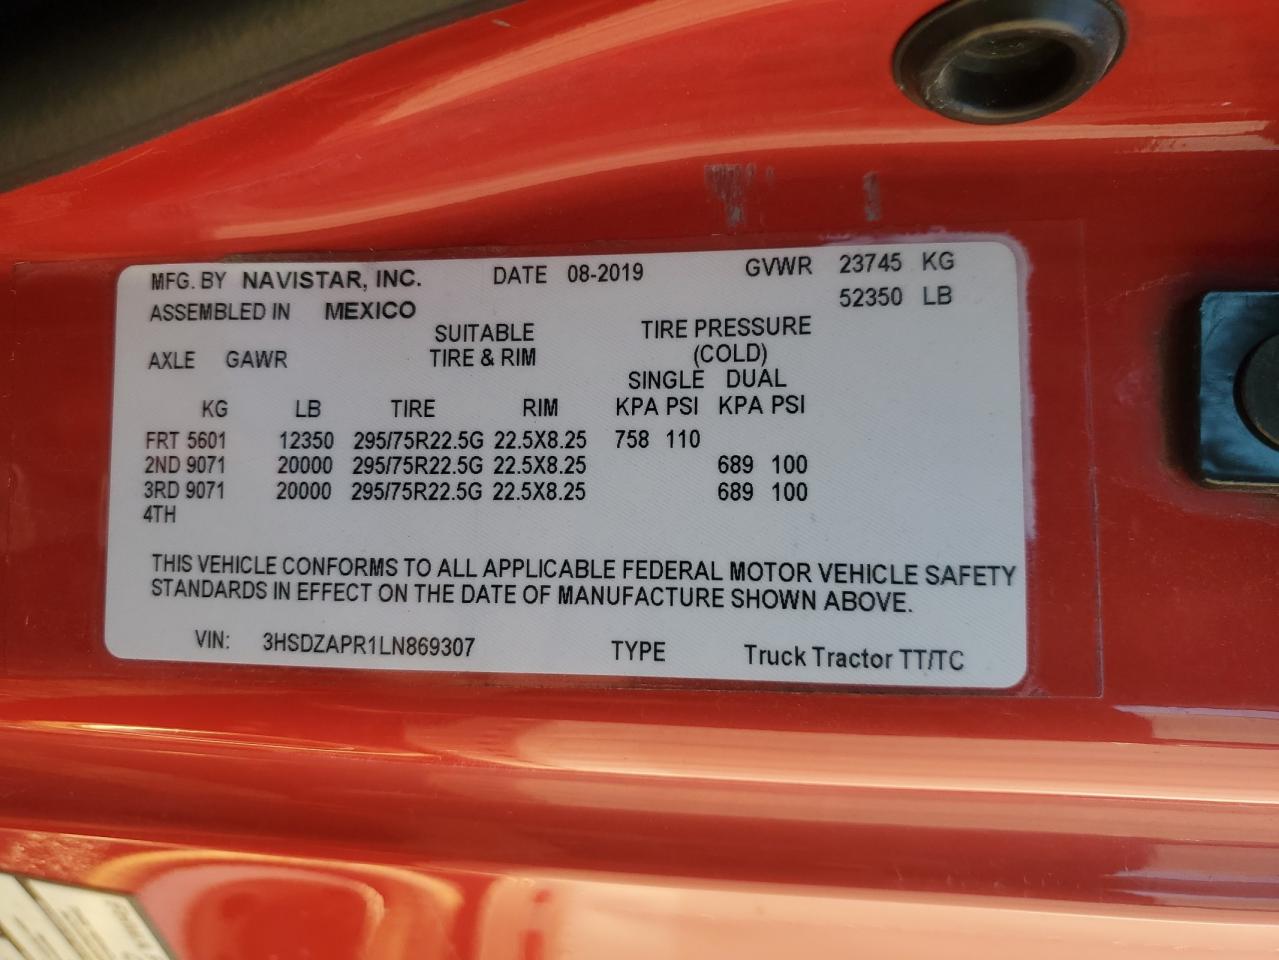 MFG. BY NAVISTAR, INC. DATE 08-2019 GVWR 23745 KG
ASSEMBLED IN MEXICO 52350 LB
SUITABLE TIRE PRESSURE
AXLE GAWR TIRE & RIM (COLD)
SINGLE DUAL
KG LB TIRE RIM KPA PSI KPA PSI
FRT 5601 12350 295/75R22.5G 22.5X8.25 758 110
2ND 9071 20000 295/75R22.5G 22.5X8.25 689 100
3RD 9071 20000 295/75R22.5G 22.5X8.25 689 100
4TH
THIS VEHICLE CONFORMS TO ALL APPLICABLE FEDERAL MOTOR VEHICLE SAFETY
STANDARDS IN EFFECT ON THE DATE OF MANUFACTURE SHOWN ABOVE.
VIN: 3HSDZAPR1LN869307 TYPE Truck Tractor TT/TC